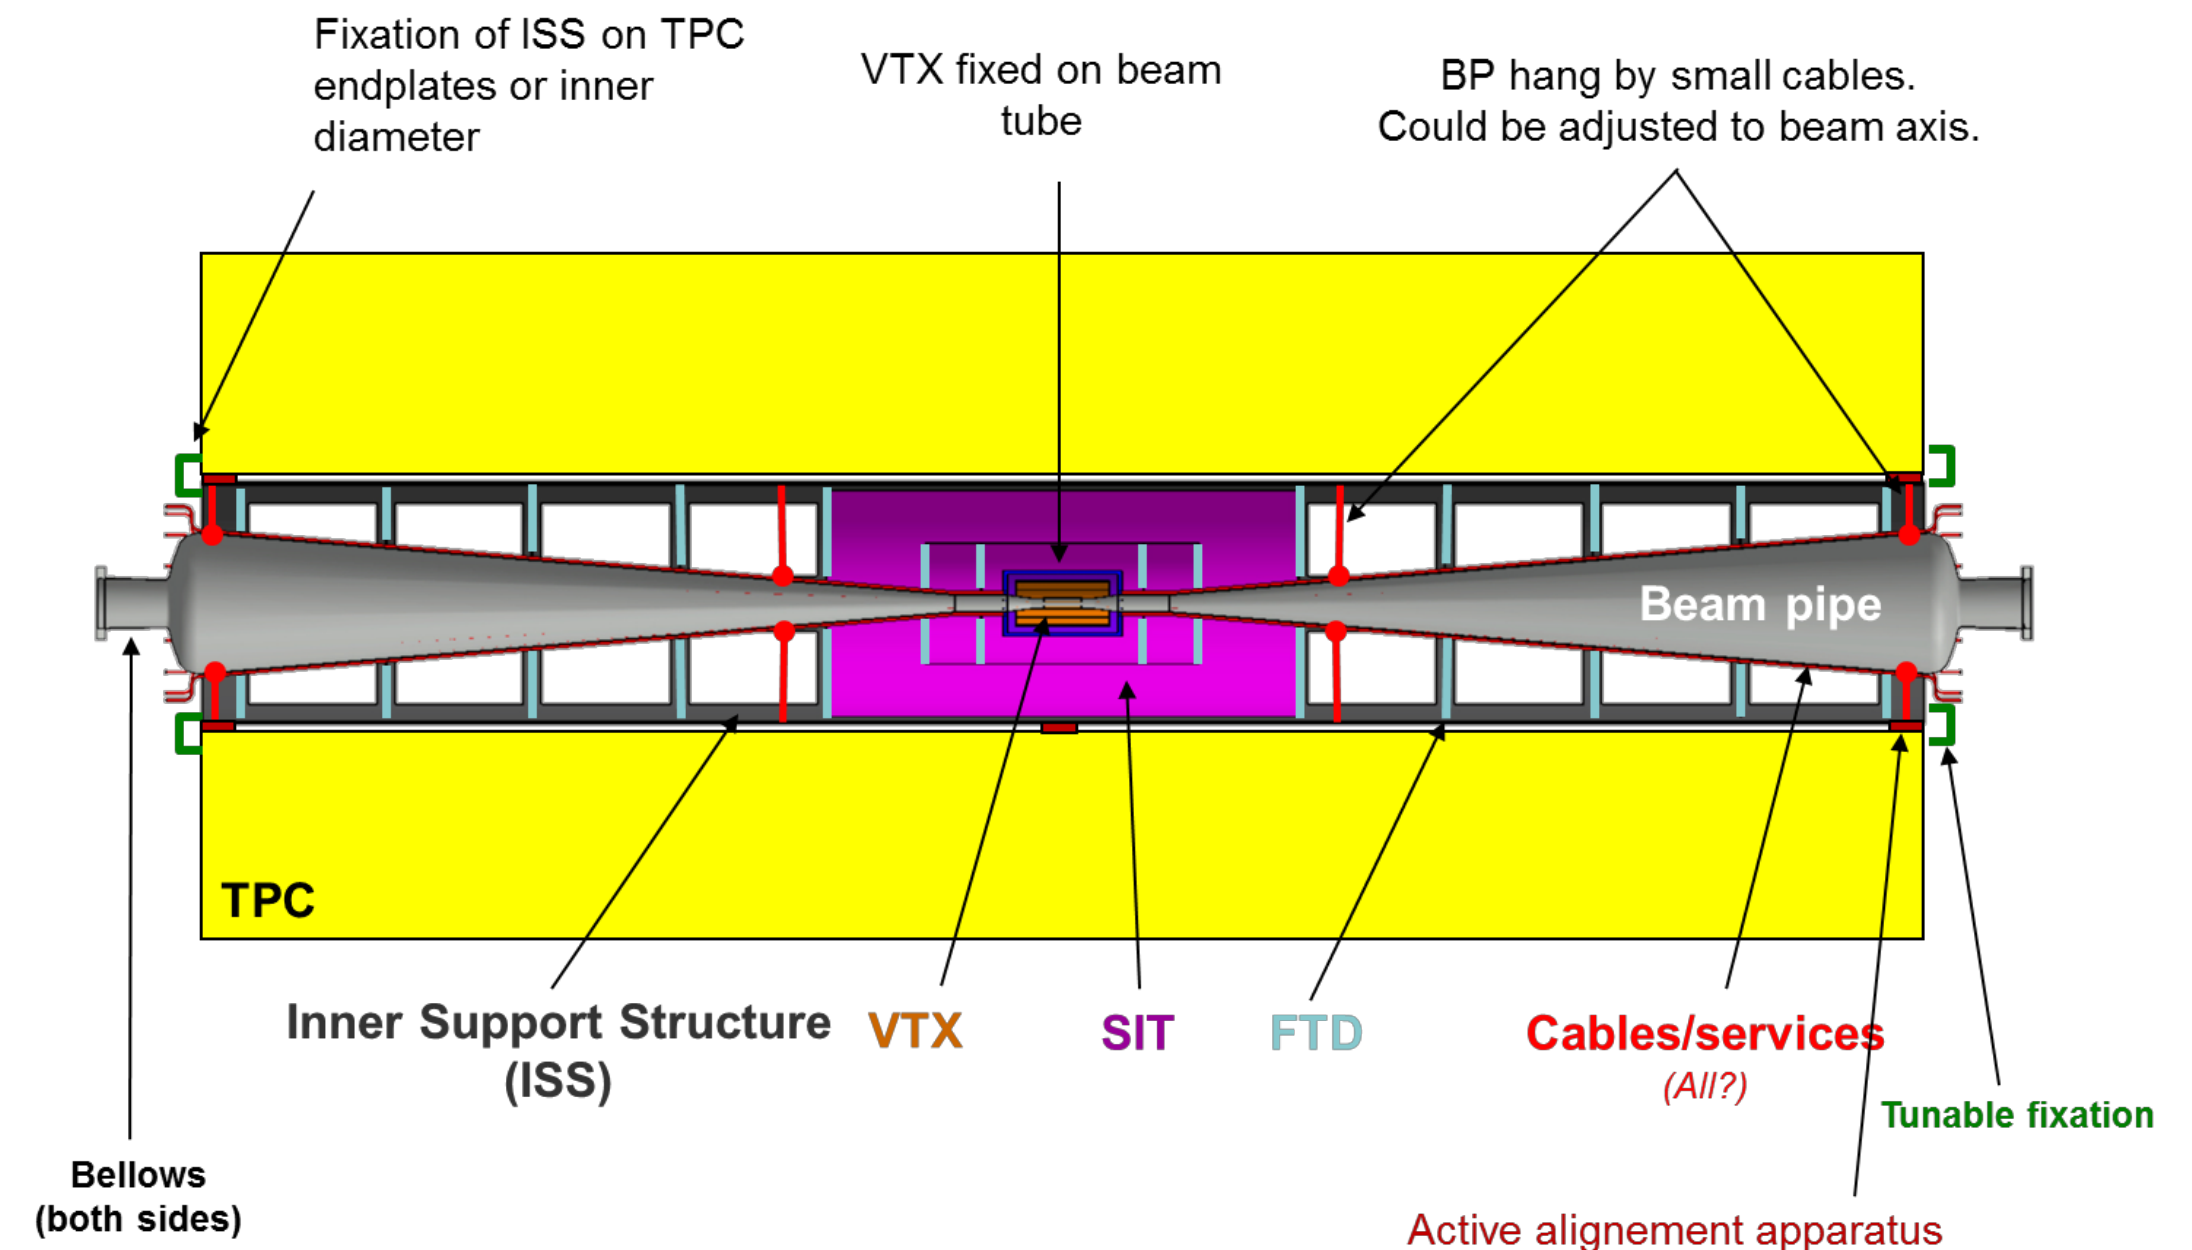 Fixation of ISS on TPC
endplates or inner
diameter
VTX fixed on beam
tube
BP hang by small cables.
Could be adjusted to beam axis.
Beam pipe
TPC
Inner Support Structure
(ISS)
VTX
SIT
FTD
Cables/services
(All?)
Tunable fixation
Bellows
(both sides)
Active alignement apparatus